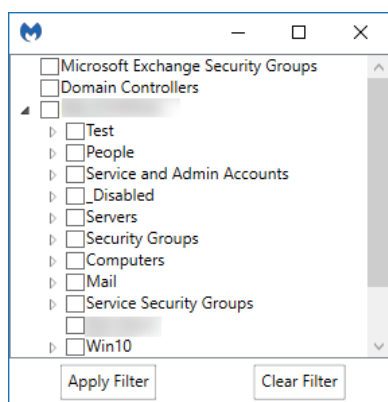 Microsoft Exchange Security Groups
Domain Controllers
Test
People
Service and Admin Accounts
_Disabled
Servers
Security Groups
Computers
Mail
Service Security Groups
Win10
Apply Filter
Clear Filter